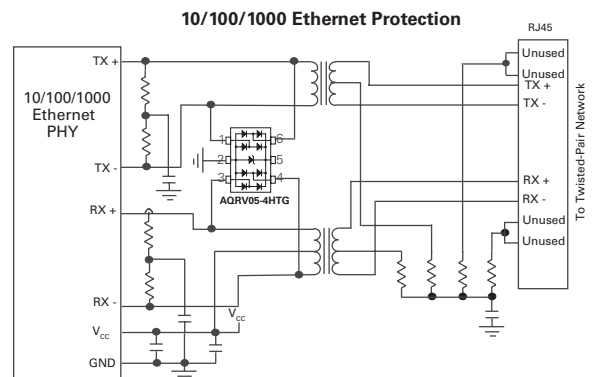 10/100/1000 Ethernet Protection
RJ45
TX +
10/100/1000
Ethernet
PHY
TX -
RX +
RX -
Vcc
GND
1
6
2
5
3
4
AQRV05-4HTG
Vcc
Unused
Unused
TX +
TX -
RX +
RX -
Unused
Unused
To Twisted-Pair Network